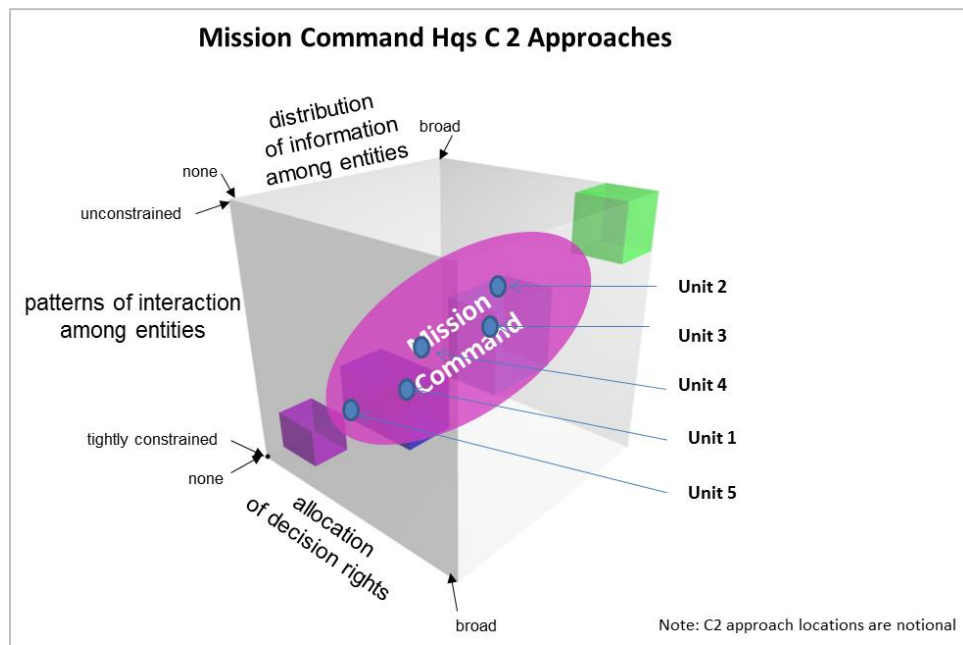 Mission Command Hqs C 2 Approaches
distribution
of information
among entities
broad
none
unconstrained
patterns of interaction
among entities
Mission
Command
Unit 2
Unit 3
Unit 4
Unit 1
Unit 5
tightly constrained
none
allocation
of decision rights
broad
Note: C2 approach locations are notional